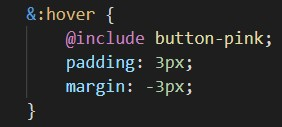 &:hover {
    @include button-pink;
    padding: 3px;
    margin: -3px;
}